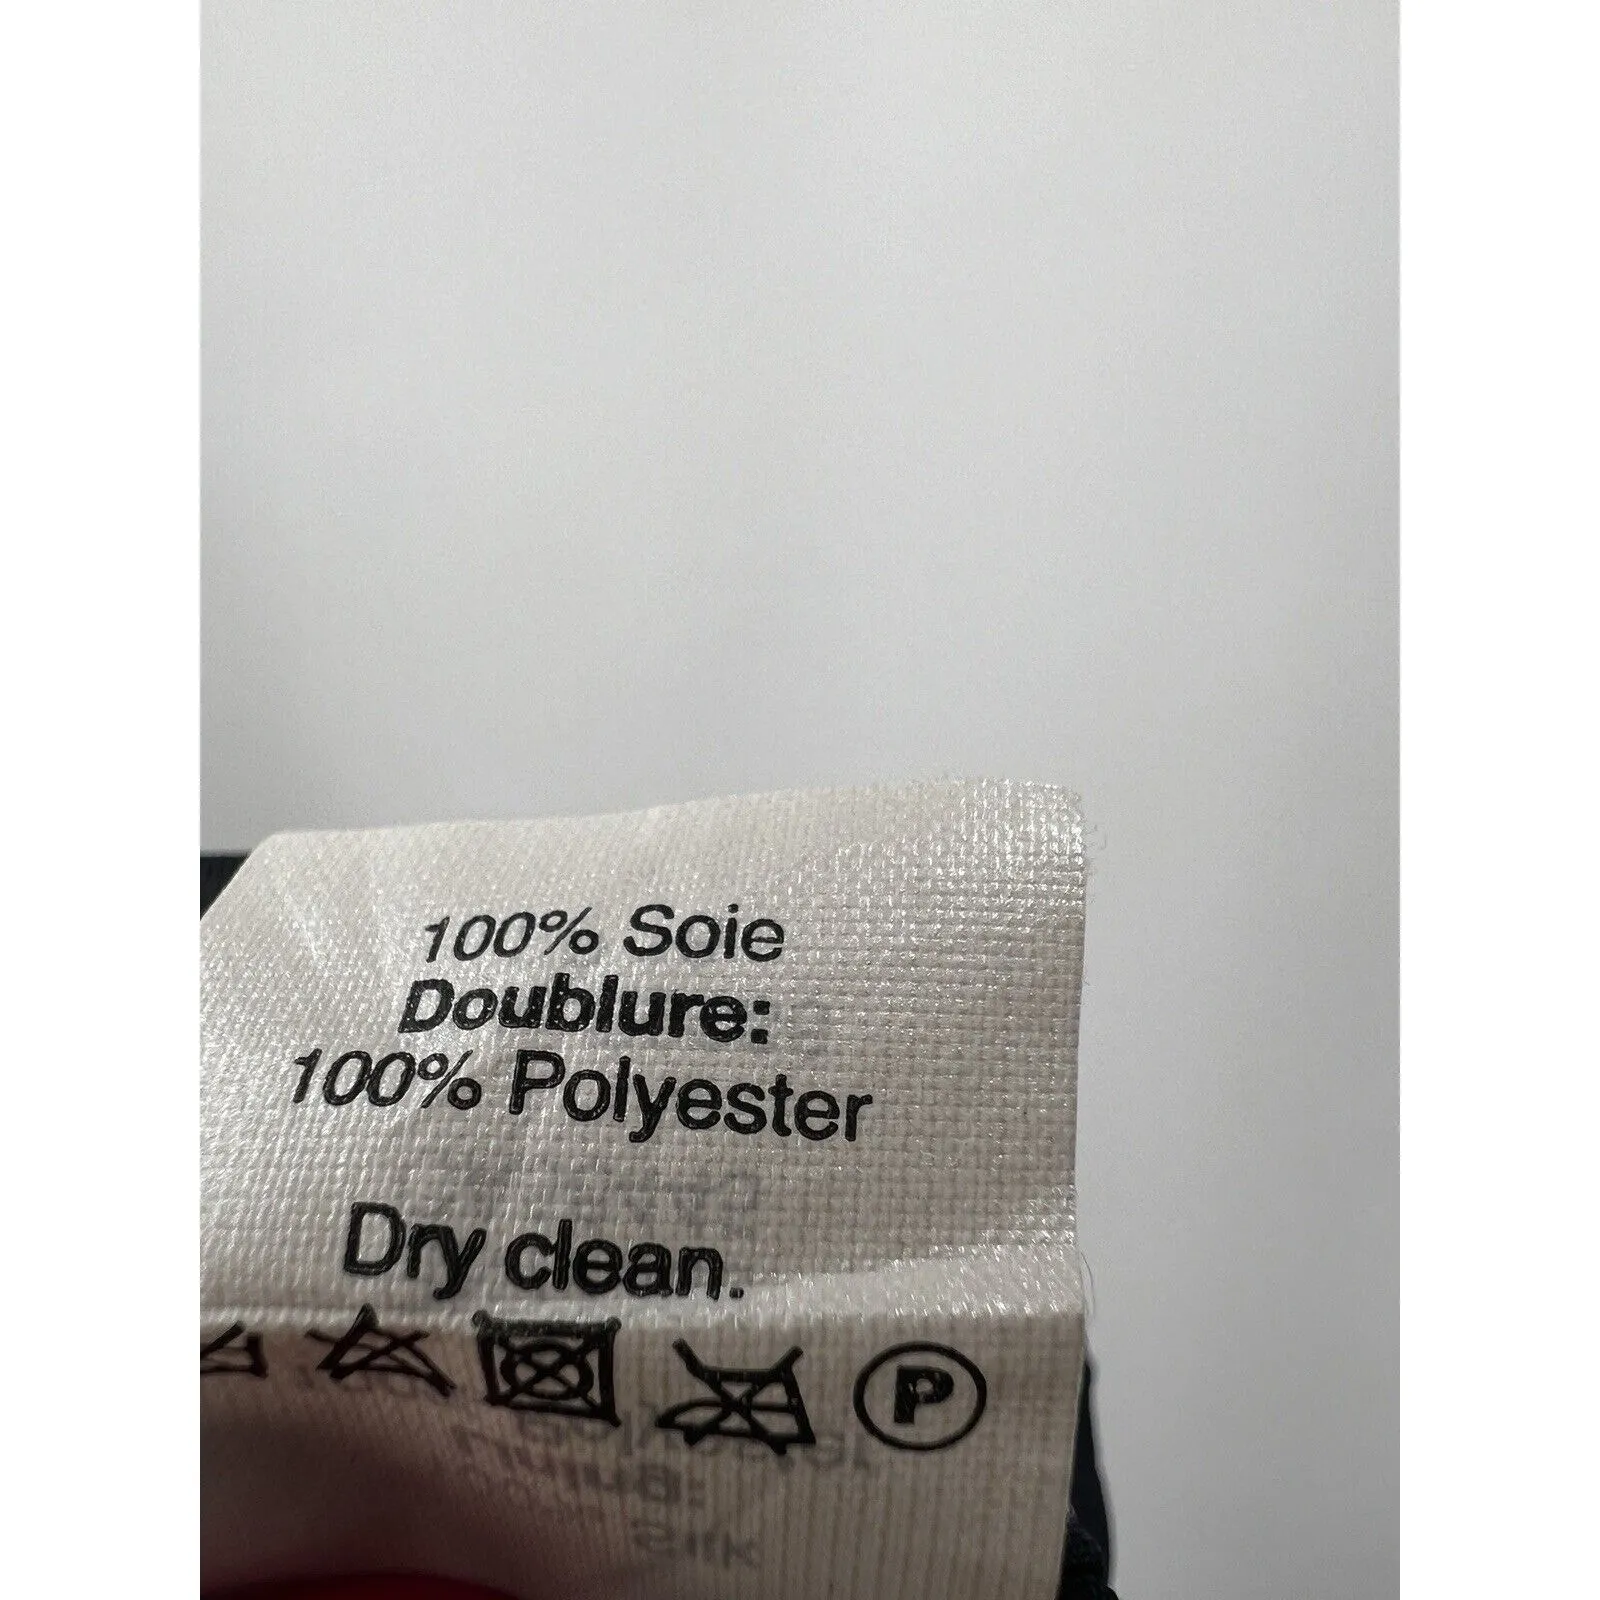 100% Soie
Doublure:
100% Polyester
Dry clean.
P